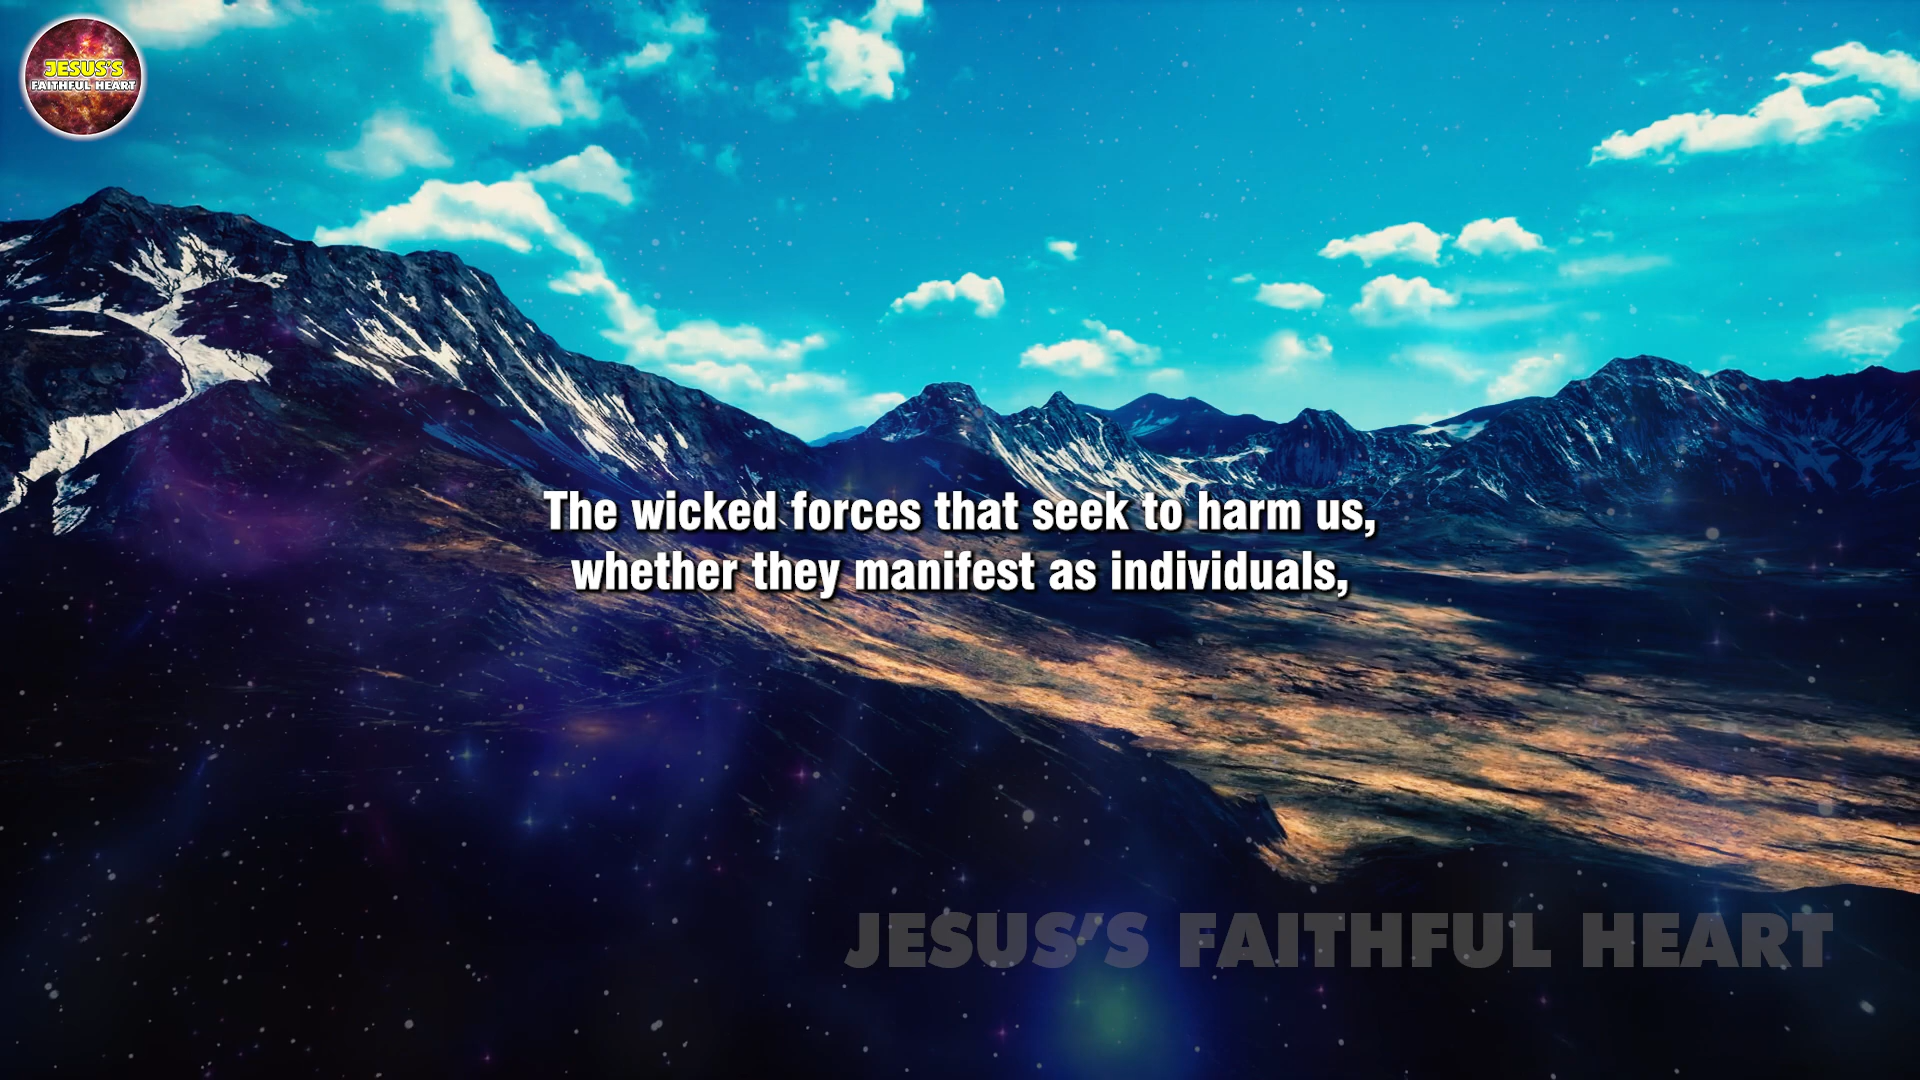 JESUS'S
FAITHFUL HEART
The wicked forces that seek to harm us,
whether they manifest as individuals,
JESUS'S FAITHFUL HEART